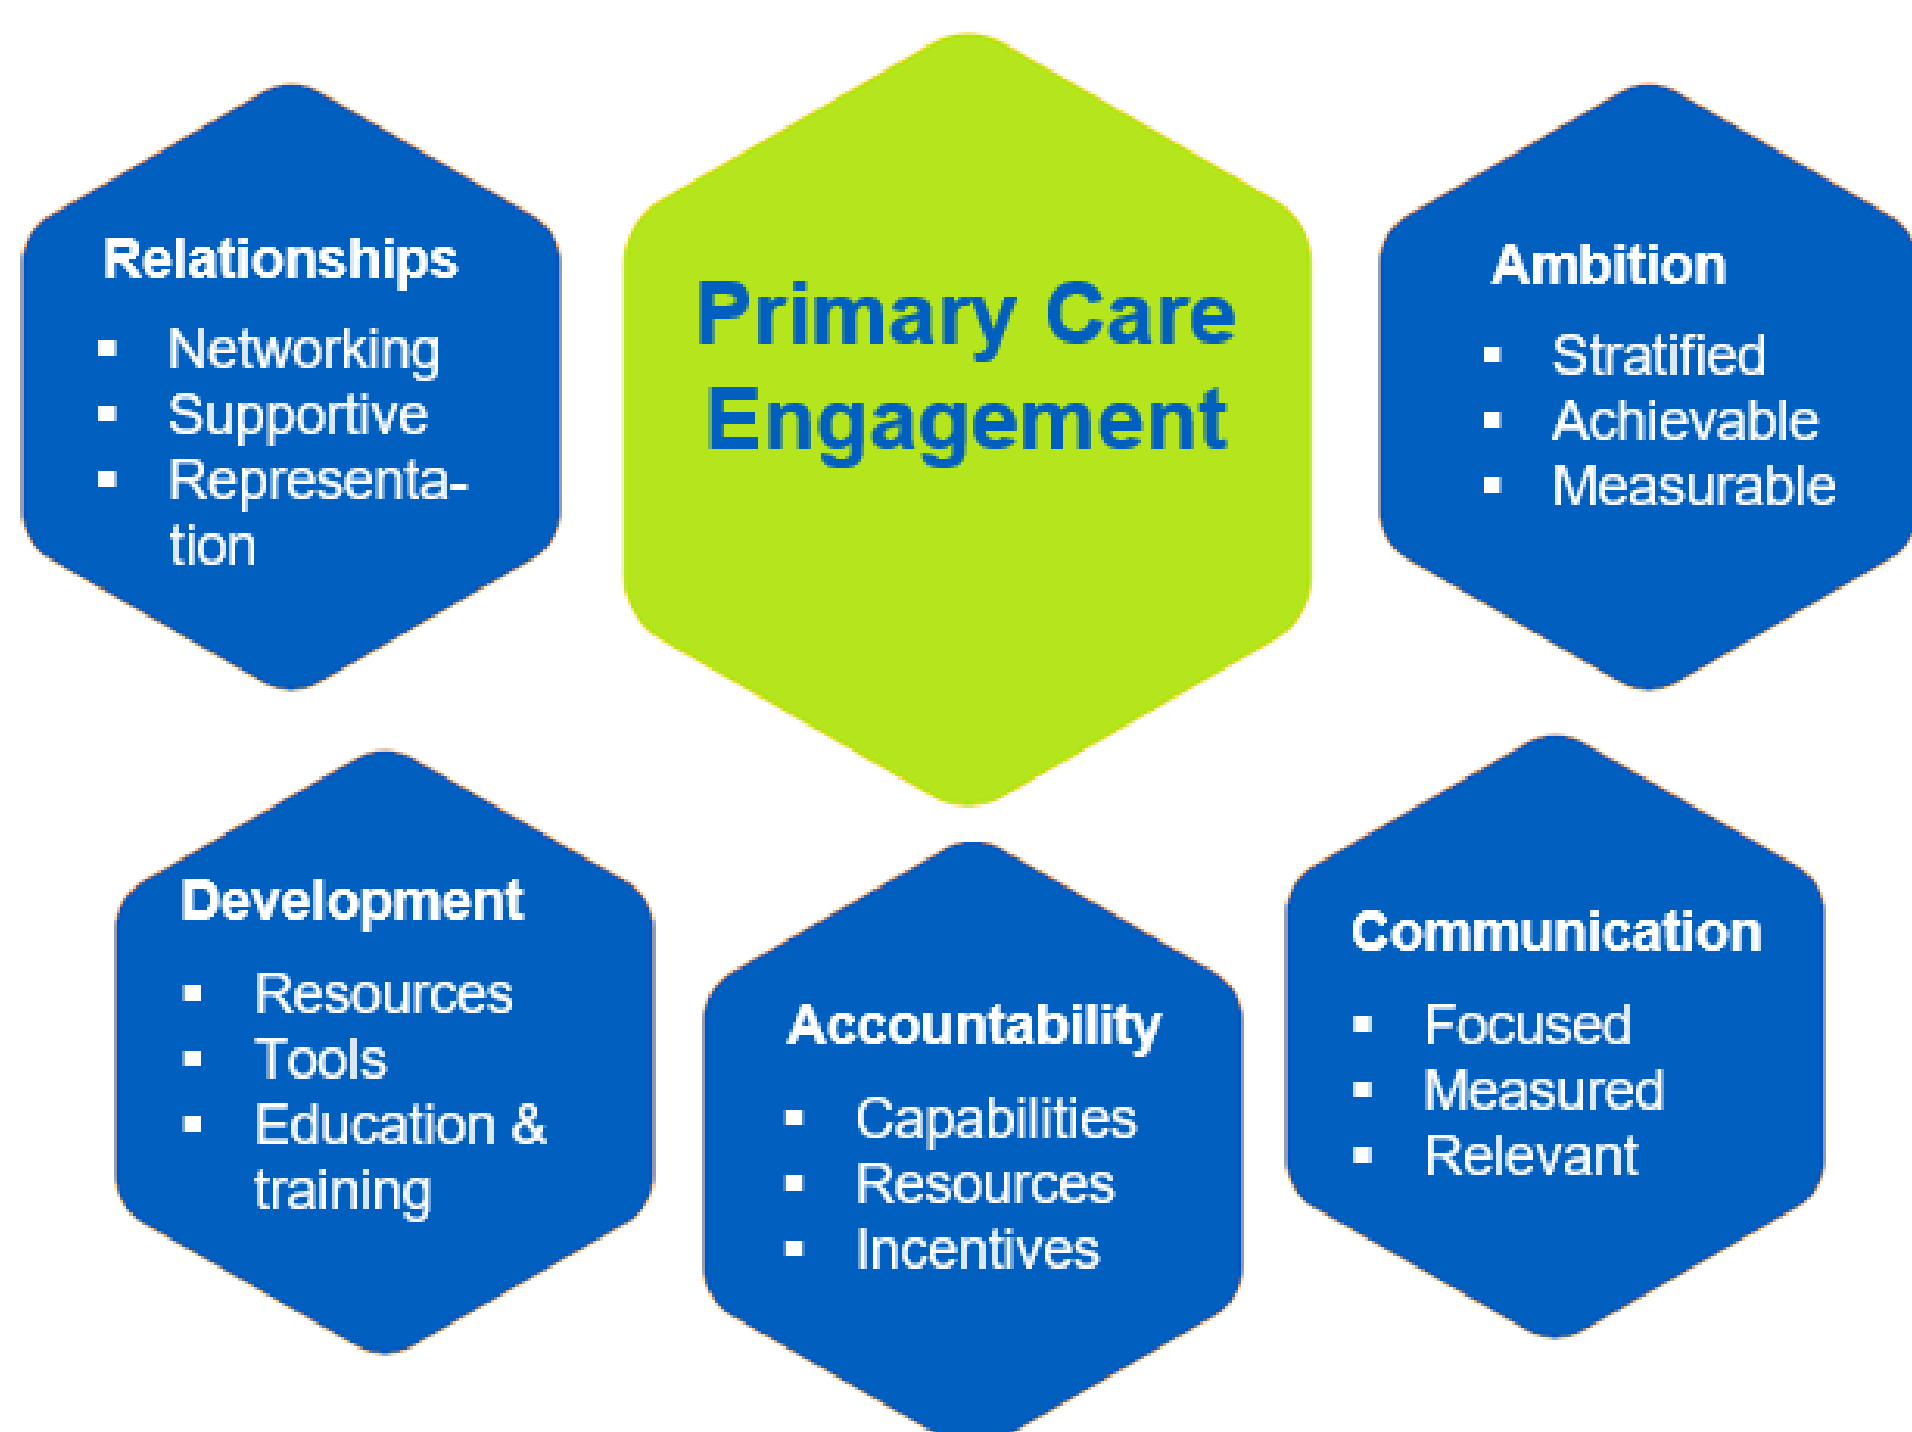 Relationships
▪ Networking
▪ Supportive
▪ Representa-
tion
Primary Care
Engagement
Ambition
▪ Stratified
▪ Achievable
▪ Measurable
Development
▪ Resources
▪ Tools
▪ Education &
training
Accountability
▪ Capabilities
▪ Resources
▪ Incentives
Communication
▪ Focused
▪ Measured
▪ Relevant